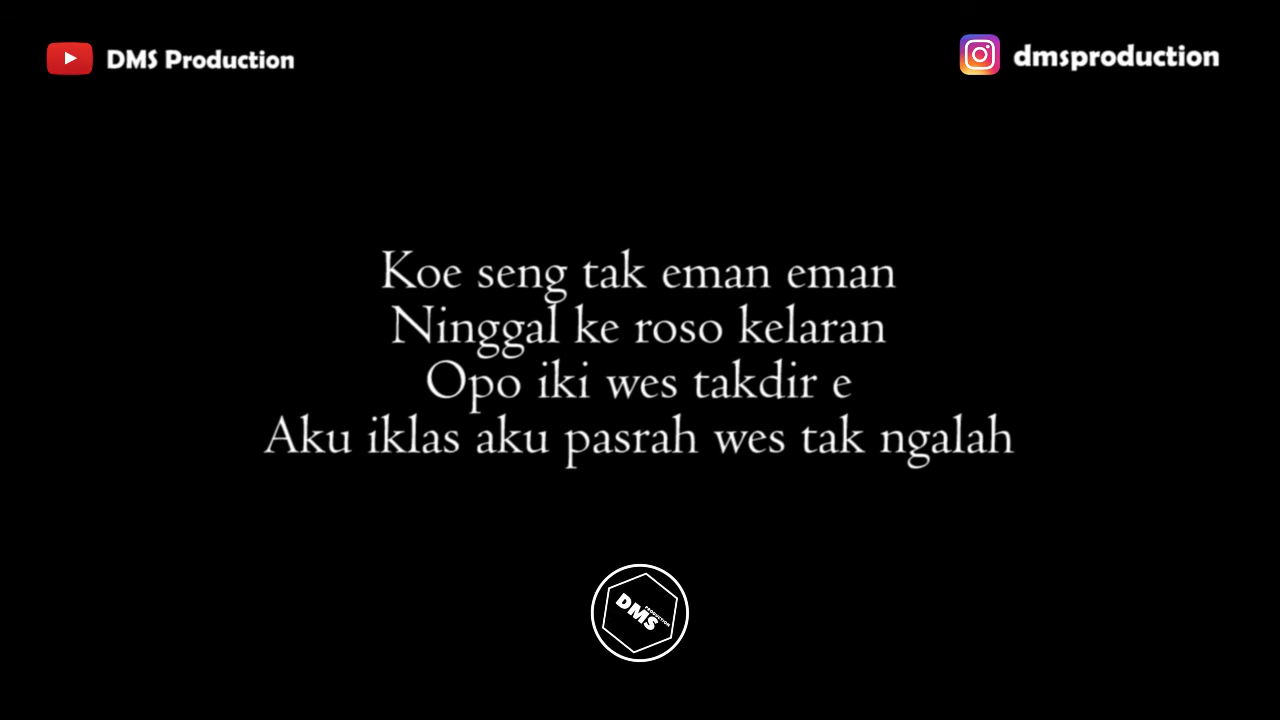 DMS Production
dmsproduction
Koe seng tak eman eman
Ninggal ke roso kelaran
Opo iki wes takdir e
Aku iklas aku pasrah wes tak ngalah
DMS
PRODUCTION